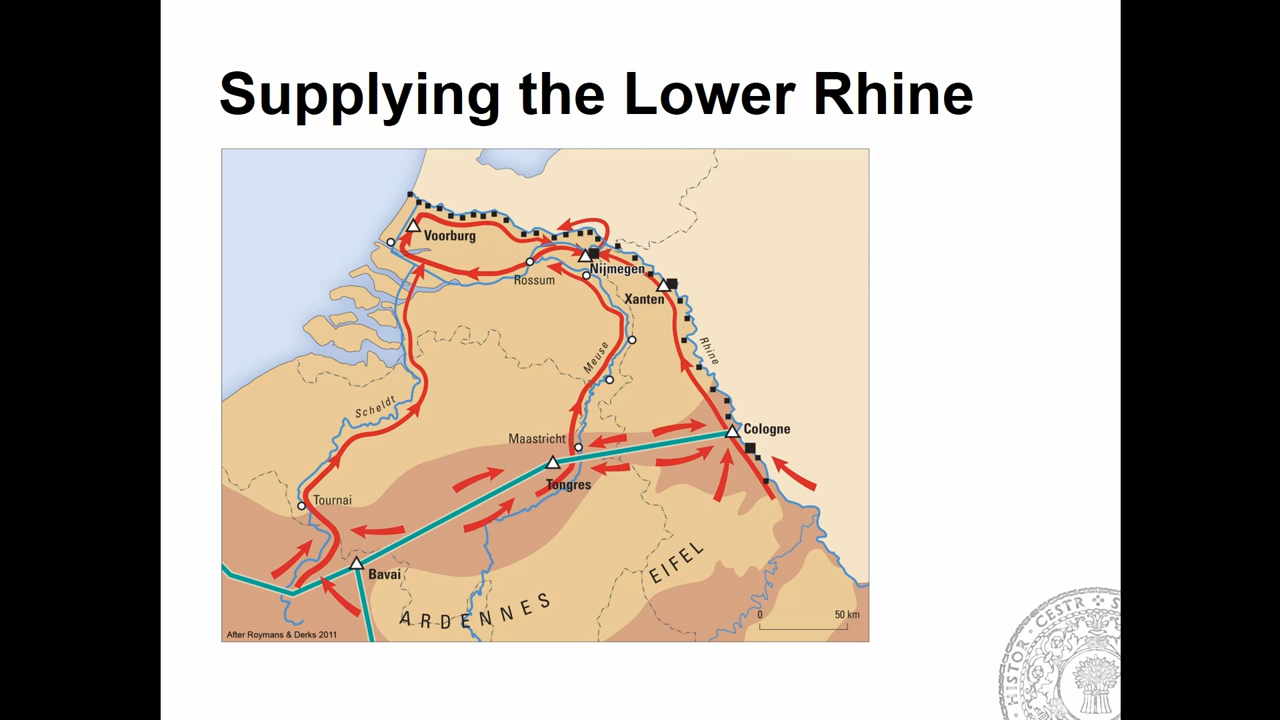 Supplying the Lower Rhine
Voorburg
Nijmegen
Rossum
Xanten
Rhine
Meuse
Scheldt
Cologne
Maastricht
Tongres
Tournai
Bavai
EIFEL
ARDENNES
0 50 km
After Roymans & Derks 2011
HISTOR · CESTR · S